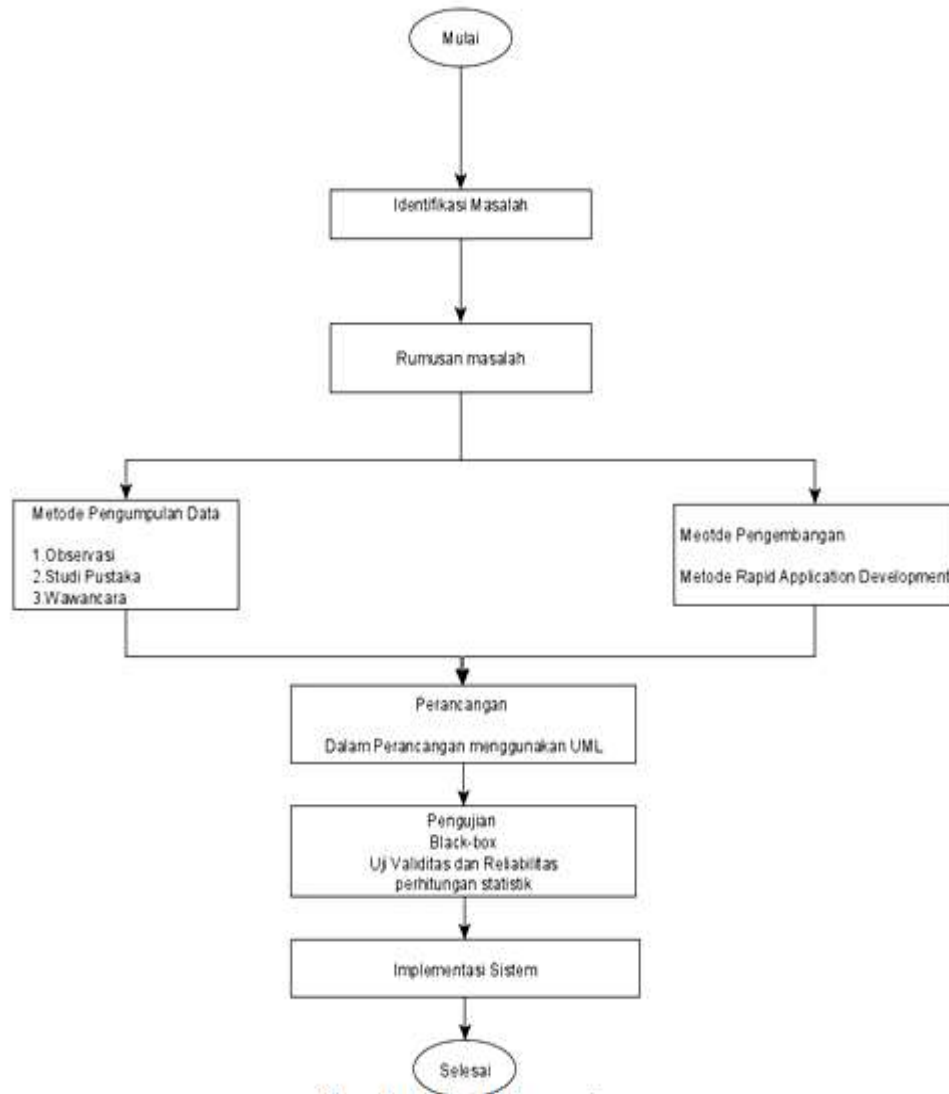 Mulai
Identifikasi Masalah
Rumusan masalah
Metode Pengumpulan Data
1.Observasi
2.Studi Pustaka
3.Wawancara
Meotde Pengembangan
Metode Rapid Application Development
Perancangan
Dalam Perancangan menggunakan UML
Pengujian
Black-box
Uji Validitas dan Reliabilitas
perhitungan statistik
Implementasi Sistem
Selesai